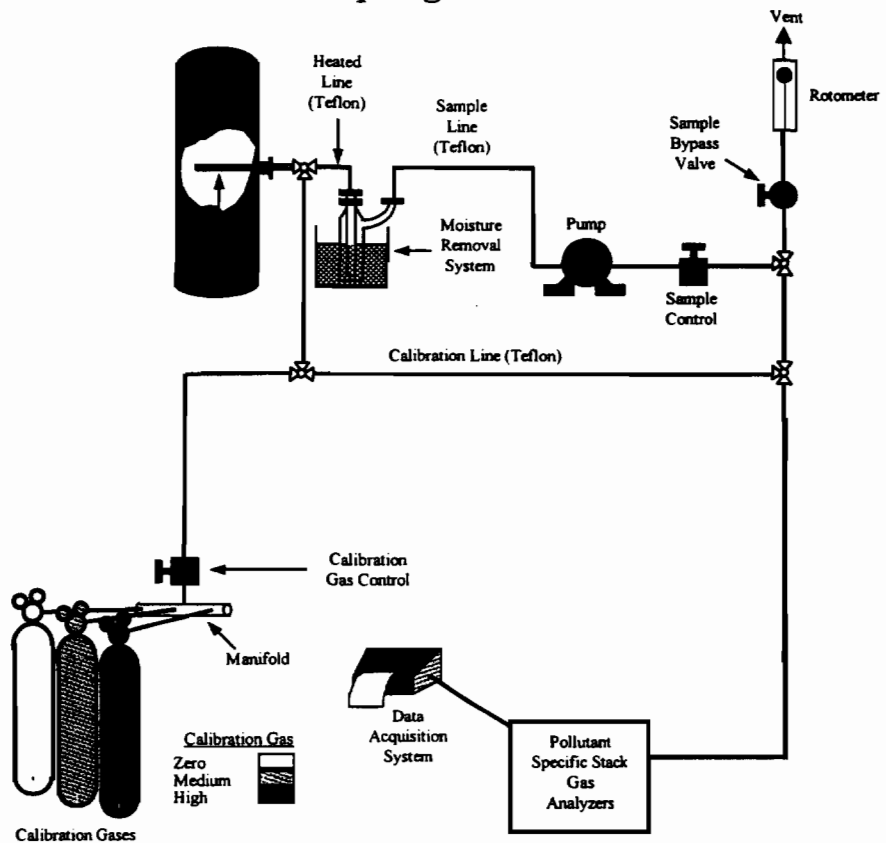 Vent
Heated
Line
(Teflon)
Rotometer
Sample
Line
(Teflon)
Sample
Bypass
Valve
Pump
Moisture
Removal
System
Sample
Control
Calibration Line (Teflon)
Calibration
Gas Control
Manifold
Data
Acquisition
System
Pollutant
Specific Stack
Gas
Analyzers
Calibration Gas
Zero
Medium
High
Calibration Gases